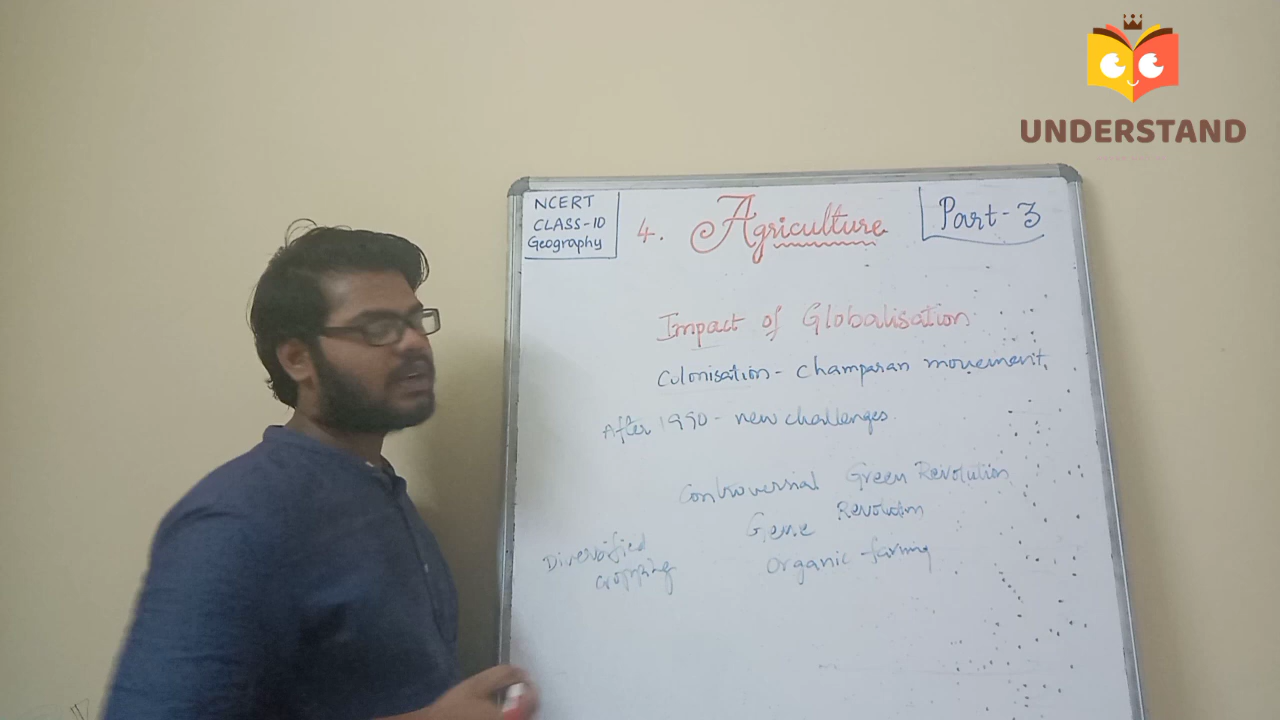 UNDERSTAND
NCERT
CLASS-10
Geography
4. Agriculture
Part-3
Impact of Globalisation
Colonisation - champaran movement.
After 1990 - new challenges.
Controversial Green Revolution
Gene Revolution
Organic farming
Diversified
cropping